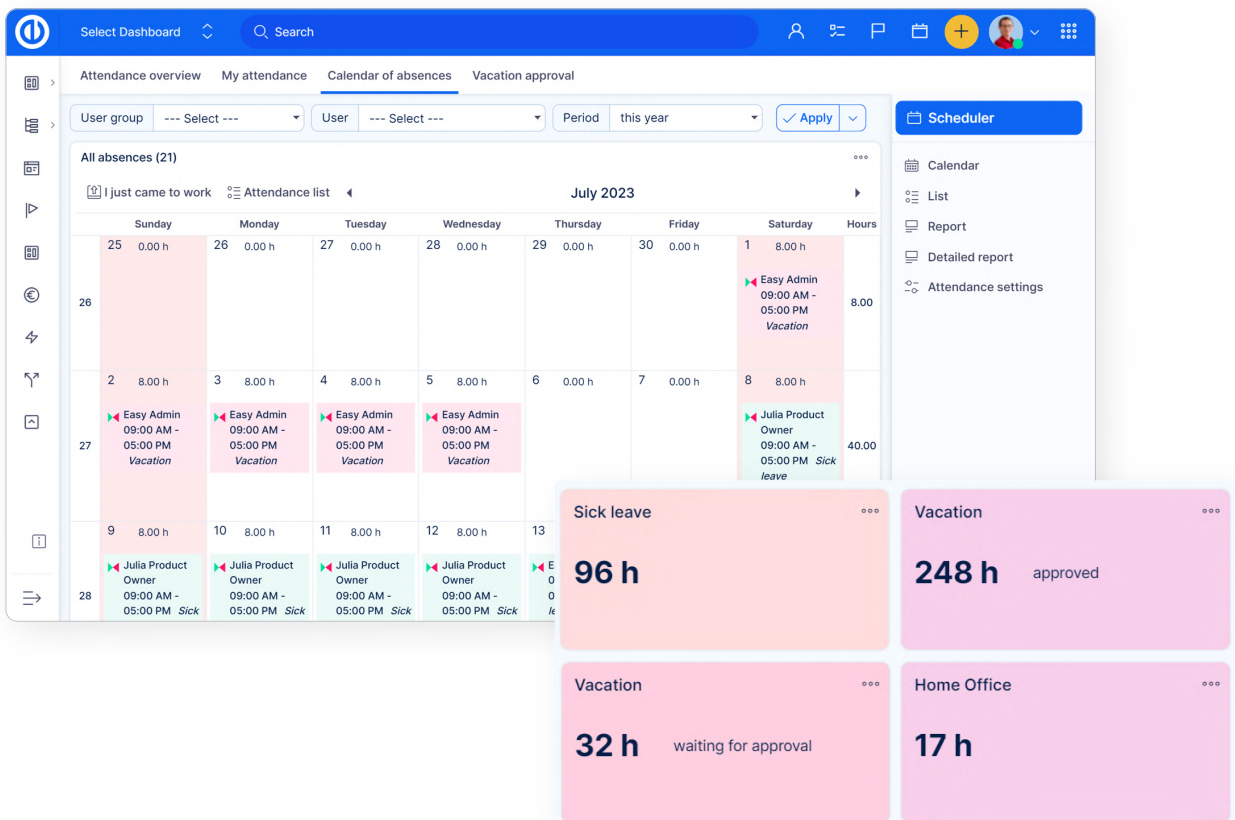 Select Dashboard Search
Attendance overview My attendance Calendar of absences Vacation approval
User group --- Select --- User --- Select --- Period this year Apply
Scheduler
Calendar
List
Report
Detailed report
Attendance settings
All absences (21)
I just came to work Attendance list July 2023
Sunday Monday Tuesday Wednesday Thursday Friday Saturday Hours
25 0.00 h 26 0.00 h 27 0.00 h 28 0.00 h 29 0.00 h 30 0.00 h 1 8.00 h
Easy Admin
09:00 AM -
05:00 PM
Vacation
26 8.00
2 8.00 h 3 8.00 h 4 8.00 h 5 8.00 h 6 0.00 h 7 0.00 h 8 8.00 h
Easy Admin Easy Admin Easy Admin Easy Admin Julia Product
Owner
09:00 AM - 09:00 AM - 09:00 AM - 09:00 AM -
27 05:00 PM 05:00 PM 05:00 PM 05:00 PM 09:00 AM - 40.00
Vacation Vacation Vacation Vacation 05:00 PM Sick
leave
9 8.00 h 10 8.00 h 11 8.00 h 12 8.00 h 13
Julia Product Julia Product Julia Product Julia Product
Owner Owner Owner Owner
28 09:00 AM - 09:00 AM - 09:00 AM - 09:00 AM -
05:00 PM Sick 05:00 PM Sick 05:00 PM Sick 05:00 PM Sick
Sick leave
96 h
Vacation
248 h approved
Vacation
32 h waiting for approval
Home Office
17 h